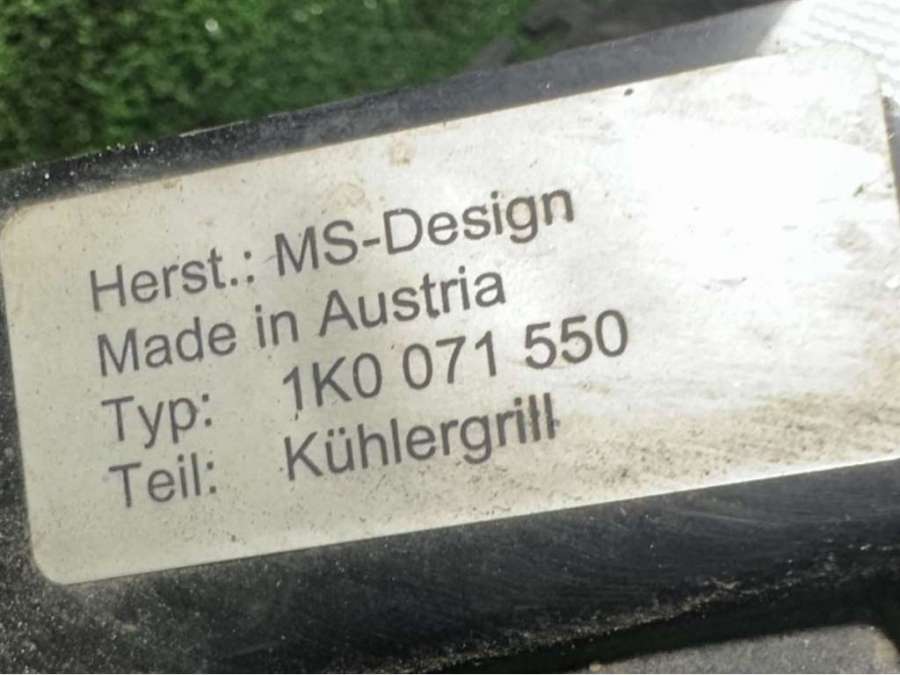 Herst.: MS-Design
Made in Austria
Typ: 1K0 071 550
Teil: Kühlergrill